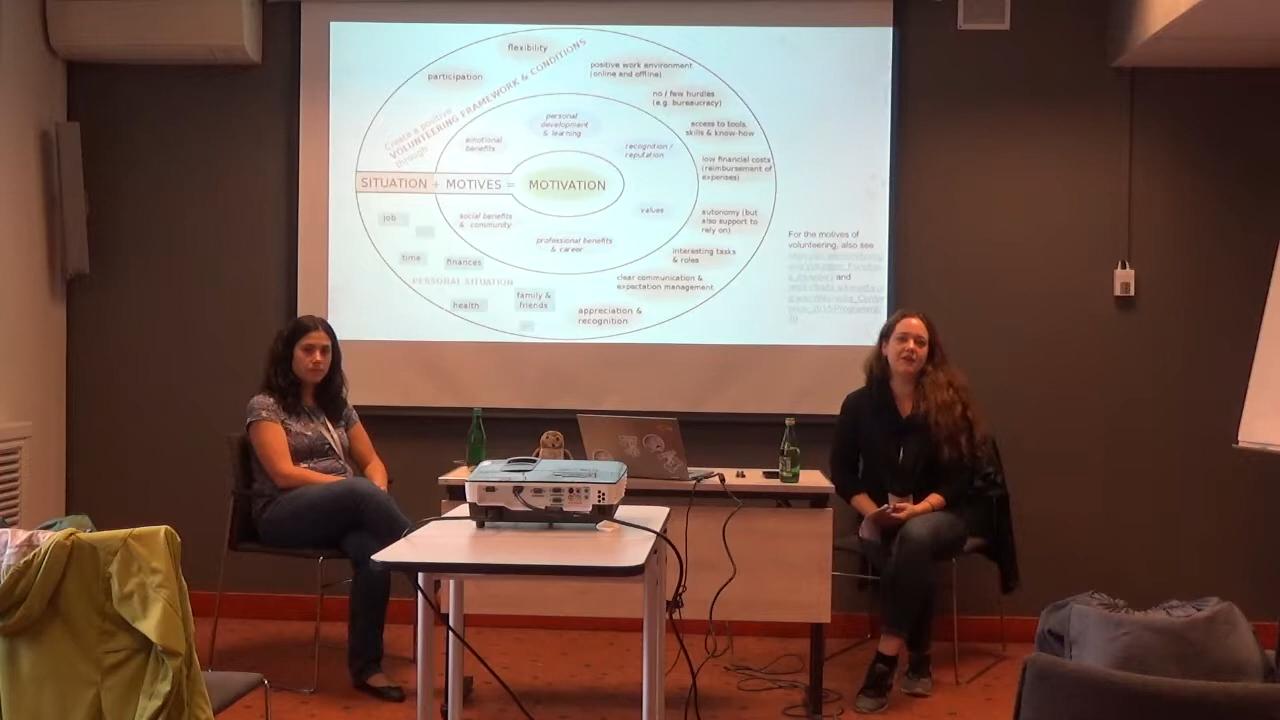 flexibility
participation
positive work environment
(online and offline)
no / few hurdles
(e.g. bureaucracy)
access to tools,
skills & know-how
low financial costs
(reimbursement of
expenses)
autonomy (but
also support to
rely on)
interesting tasks
& roles
clear communication &
expectation management
appreciation &
recognition
Create a positive
VOLUNTEERING FRAMEWORK & CONDITIONS
through
personal
development
& learning
emotional
benefits
recognition /
reputation
values
social benefits
& community
professional benefits
& career
SITUATION + MOTIVES = MOTIVATION
job
time
finances
PERSONAL SITUATION
health
family &
friends
For the motives of
volunteering, also see
and